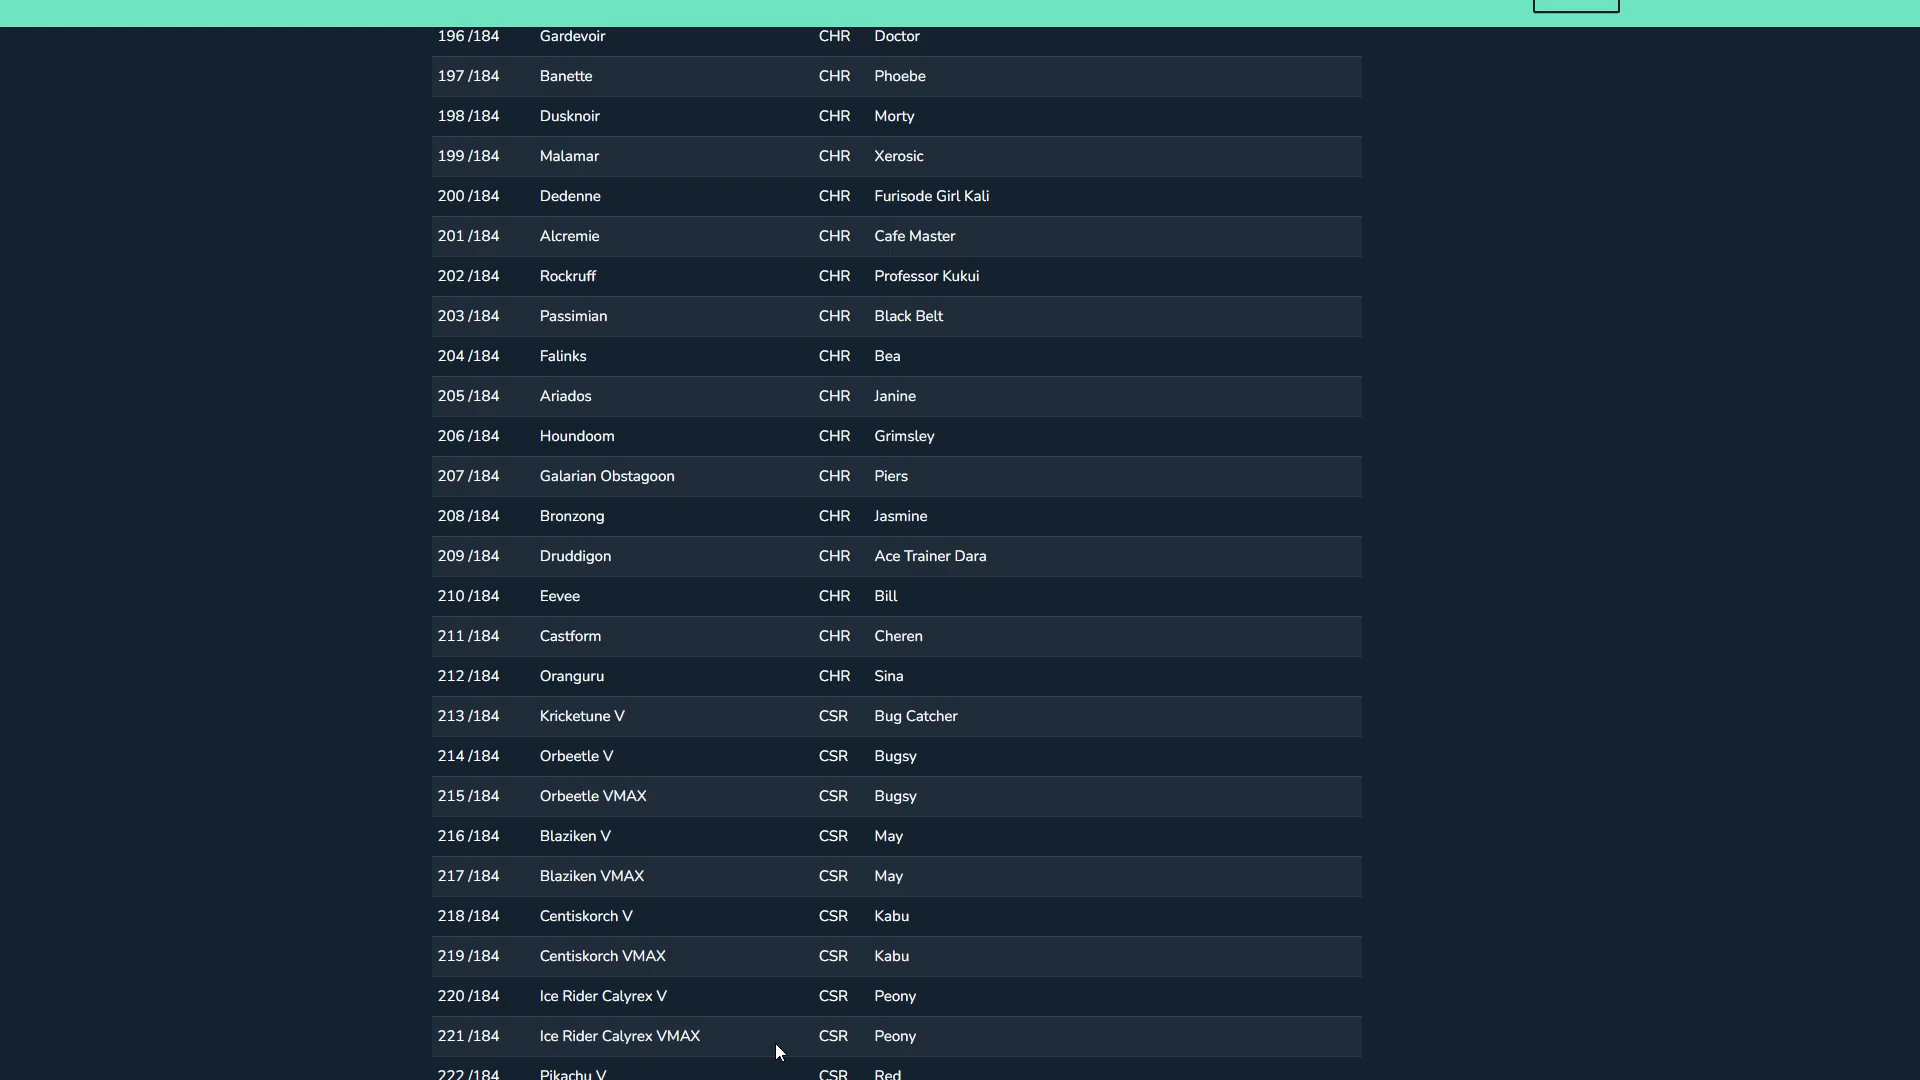 196 /184 Gardevoir CHR Doctor
197 /184 Banette CHR Phoebe
198 /184 Dusknoir CHR Morty
199 /184 Malamar CHR Xerosic
200 /184 Dedenne CHR Furisode Girl Kali
201 /184 Alcremie CHR Cafe Master
202 /184 Rockruff CHR Professor Kukui
203 /184 Passimian CHR Black Belt
204 /184 Falinks CHR Bea
205 /184 Ariados CHR Janine
206 /184 Houndoom CHR Grimsley
207 /184 Galarian Obstagoon CHR Piers
208 /184 Bronzong CHR Jasmine
209 /184 Druddigon CHR Ace Trainer Dara
210 /184 Eevee CHR Bill
211 /184 Castform CHR Cheren
212 /184 Oranguru CHR Sina
213 /184 Kricketune V CSR Bug Catcher
214 /184 Orbeetle V CSR Bugsy
215 /184 Orbeetle VMAX CSR Bugsy
216 /184 Blaziken V CSR May
217 /184 Blaziken VMAX CSR May
218 /184 Centiskorch V CSR Kabu
219 /184 Centiskorch VMAX CSR Kabu
220 /184 Ice Rider Calyrex V CSR Peony
221 /184 Ice Rider Calyrex VMAX CSR Peony
222 /184 Pikachu V CSR Red